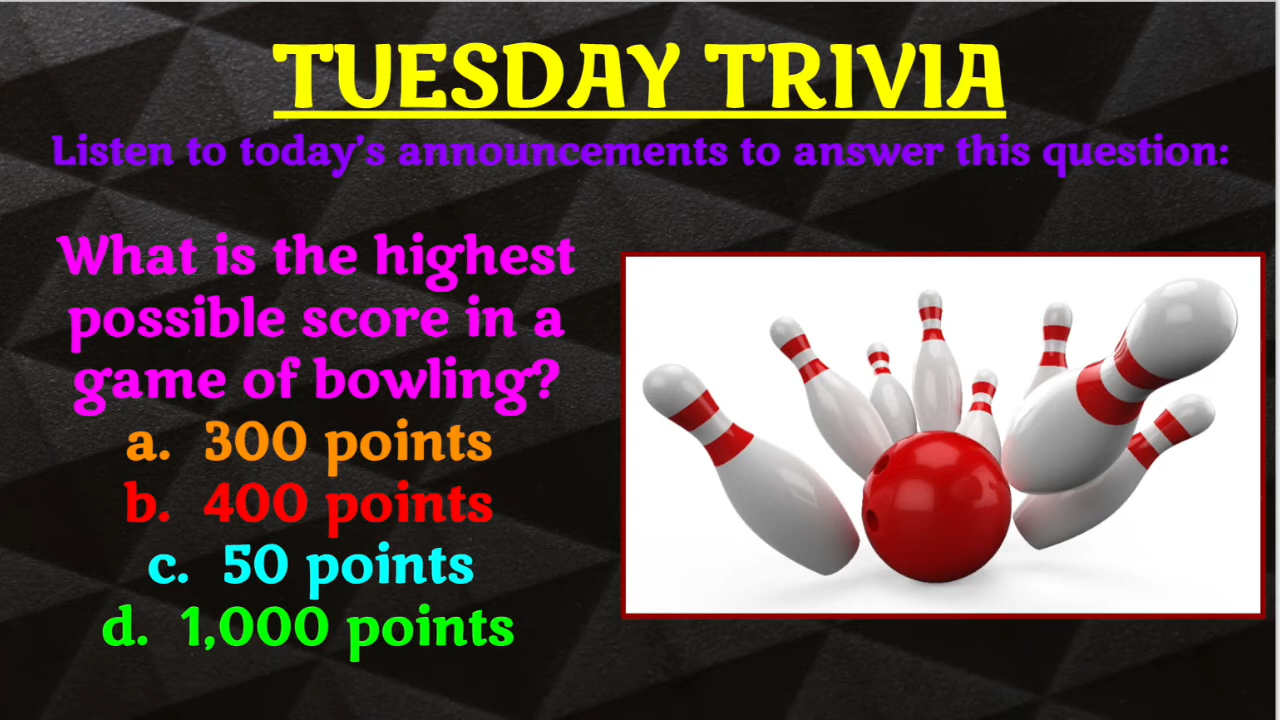 TUESDAY TRIVIA
Listen to today's announcements to answer this question:
What is the highest
possible score in a
game of bowling?
a. 300 points
b. 400 points
c. 50 points
d. 1,000 points